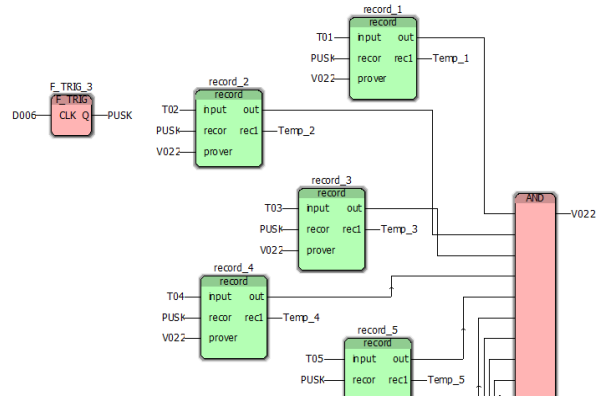 record_1
record
T01 input out
PUSK recor rec1 Temp_1
V022 prover
F_TRIG_3
F_TRIG
D006 CLK Q PUSK
record_2
record
T02 input out
PUSK recor rec1 Temp_2
V022 prover
record_3
record
T03 input out
PUSK recor rec1 Temp_3
V022 prover
AND
V022
record_4
record
T04 input out
PUSK recor rec1 Temp_4
V022 prover
record_5
record
T05 input out
PUSK recor rec1 Temp_5